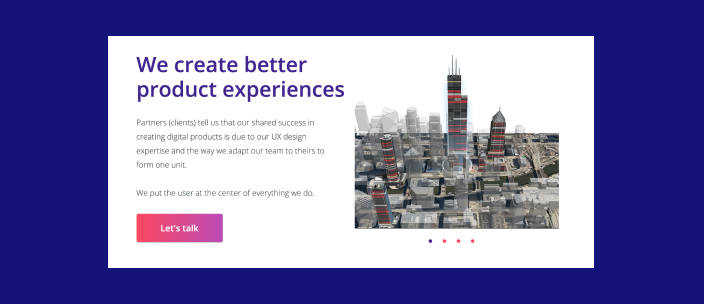 We create better
product experiences
Partners (clients) tell us that our shared success in
creating digital products is due to our UX design
expertise and the way we adapt our team to theirs to
form one unit.
We put the user at the center of everything we do.
Let's talk